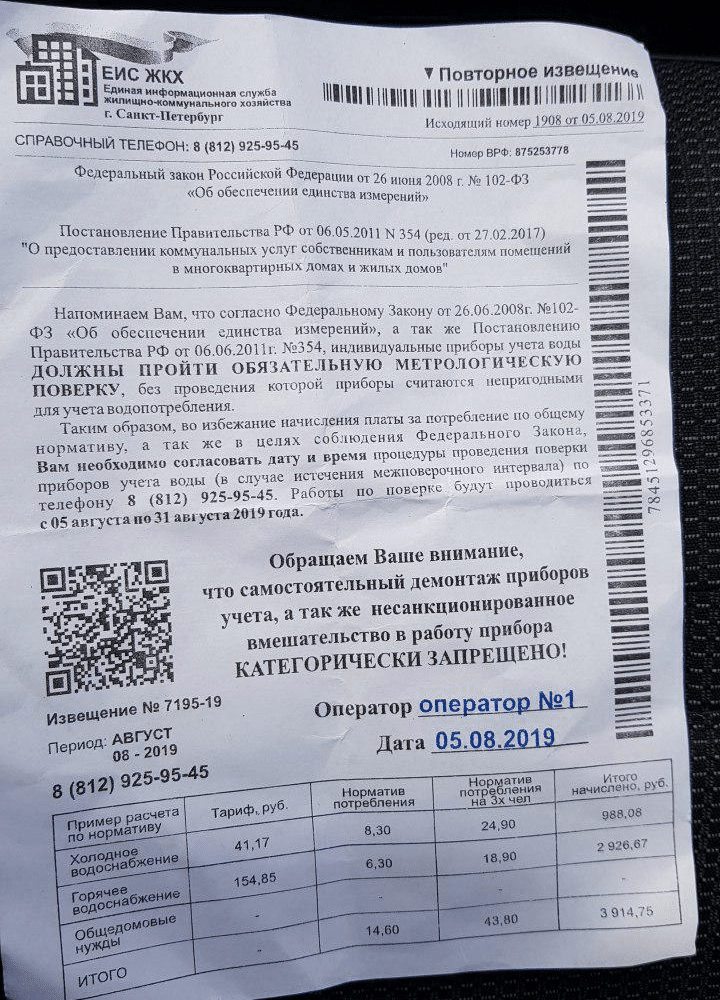 ЕИС ЖКХ
Единая информационная служба
жилищно-коммунального хозяйства
г. Санкт-Петербург
▼ Повторное извещение
Исходящий номер 1908 от 05.08.2019
СПРАВОЧНЫЙ ТЕЛЕФОН: 8 (812) 925-95-45
Номер ВРФ: 875253778
Федеральный закон Российской Федерации от 26 июня 2008 г. № 102-ФЗ
«Об обеспечении единства измерений»
Постановление Правительства РФ от 06.05.2011 N 354 (ред. от 27.02.2017)
"О предоставлении коммунальных услуг собственникам и пользователям помещений
в многоквартирных домах и жилых домов"
Напоминаем Вам, что согласно Федеральному Закону от 26.06.2008г. №102-
ФЗ «Об обеспечении единства измерений», а так же Постановлению
Правительства РФ от 06.06.2011г. №354, индивидуальные приборы учета воды
ДОЛЖНЫ ПРОЙТИ ОБЯЗАТЕЛЬНУЮ МЕТРОЛОГИЧЕСКУЮ
ПОВЕРКУ, без проведения которой приборы считаются непригодными
для учета водопотребления.
Таким образом, во избежание начисления платы за потребление по общему
нормативу, а так же в целях соблюдения Федерального Закона,
Вам необходимо согласовать дату и время процедуры проведения поверки
приборов учета воды (в случае истечения межповерочного интервала) по
телефону 8 (812) 925-95-45. Работы по поверке будут проводиться
с 05 августа по 31 августа 2019 года.
78451296853371
Обращаем Ваше внимание,
что самостоятельный демонтаж приборов
учета, а так же несанкционированное
вмешательство в работу прибора
КАТЕГОРИЧЕСКИ ЗАПРЕЩЕНО!
Извещение № 7195-19
Период: АВГУСТ
08 - 2019
8 (812) 925-95-45
Оператор оператор №1
Дата 05.08.2019
Пример расчета по нормативу Тариф, руб. Норматив потребления Норматив потребления на 3х чел Итого начислено, руб.
Холодное водоснабжение 41,17 8,30 24,90 988,08
Горячее водоснабжение 154,85 6,30 18,90 2 926,67
Общедомовые нужды - - - -
ИТОГО - 14,60 43,80 3 914,75